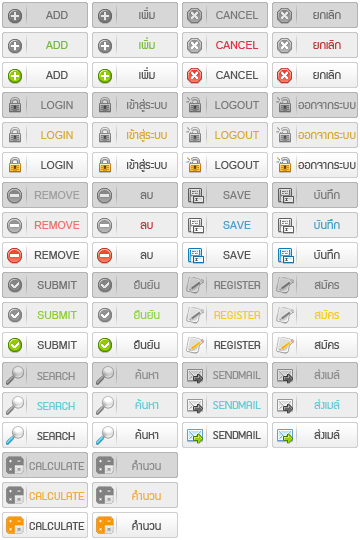 ADD เพิ่ม CANCEL ยกเลิก
ADD เพิ่ม CANCEL ยกเลิก
ADD เพิ่ม CANCEL ยกเลิก
LOGIN เข้าสู่ระบบ LOGOUT ออกจากระบบ
LOGIN เข้าสู่ระบบ LOGOUT ออกจากระบบ
LOGIN เข้าสู่ระบบ LOGOUT ออกจากระบบ
REMOVE ลบ SAVE บันทึก
REMOVE ลบ SAVE บันทึก
REMOVE ลบ SAVE บันทึก
SUBMIT ยืนยัน REGISTER สมัคร
SUBMIT ยืนยัน REGISTER สมัคร
SUBMIT ยืนยัน REGISTER สมัคร
SEARCH ค้นหา SENDMAIL ส่งเมล์
SEARCH ค้นหา SENDMAIL ส่งเมล์
SEARCH ค้นหา SENDMAIL ส่งเมล์
CALCULATE คำนวน
CALCULATE คำนวน
CALCULATE คำนวน